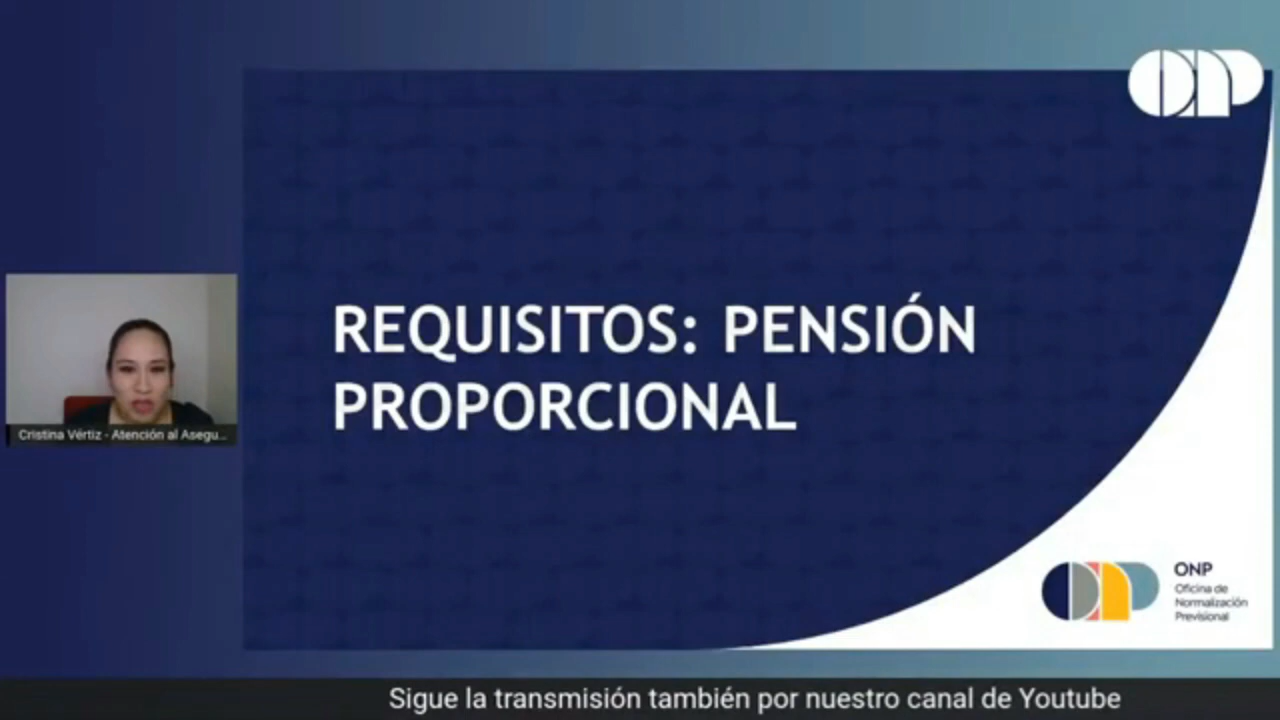 ONP
REQUISITOS: PENSIÓN
PROPORCIONAL
Cristina Vértiz - Atención al Asegu...
ONP
Oficina de
Normalización
Previsional
Sigue la transmisión también por nuestro canal de Youtube